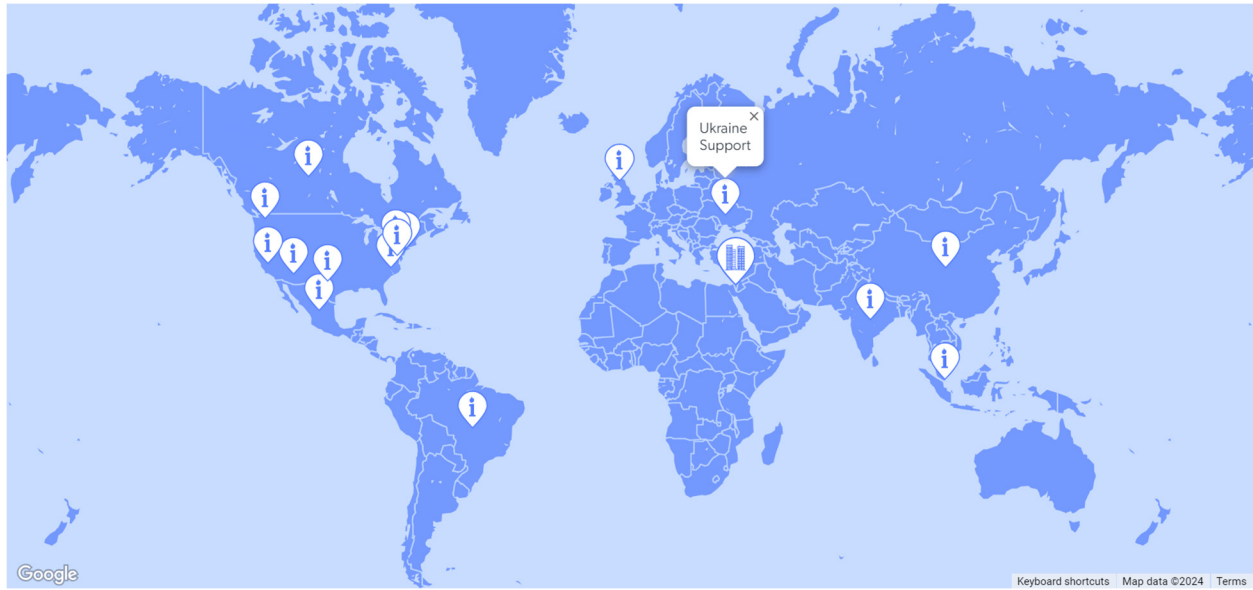 Ukraine
Support
Google
Keyboard shortcuts
Map data ©2024
Terms